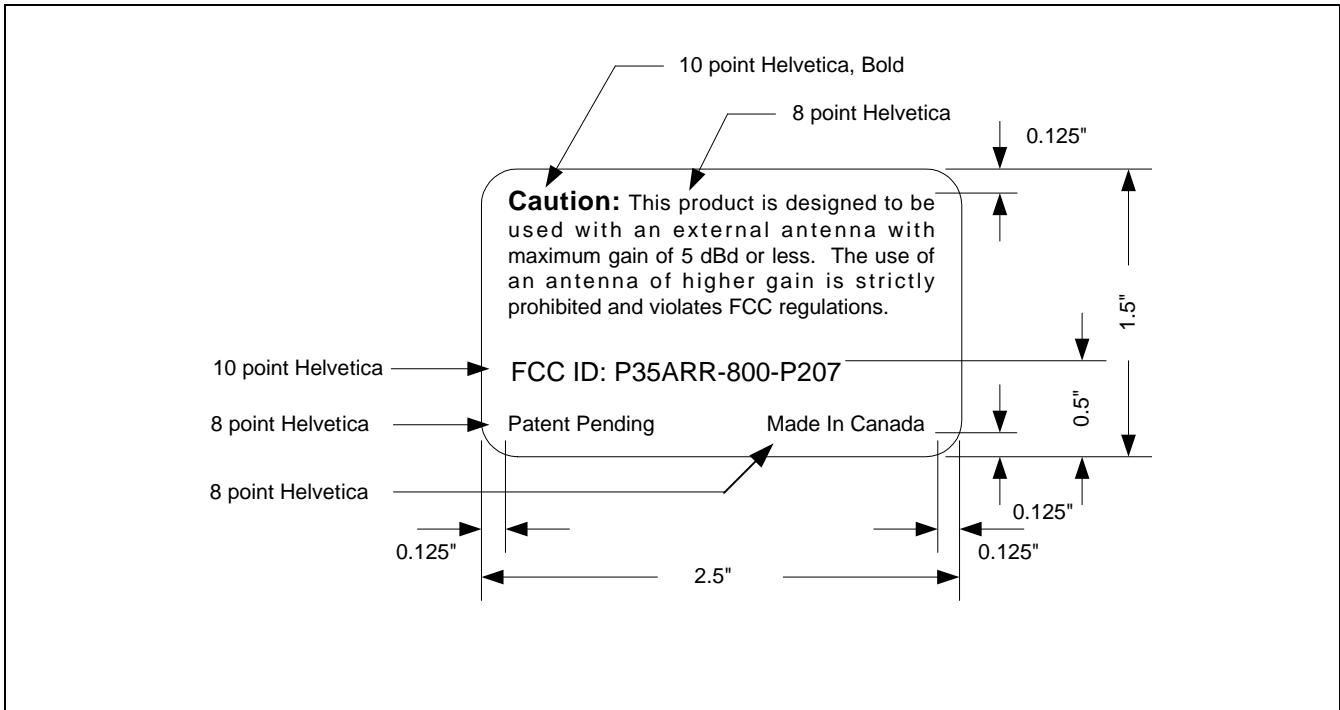 10 point Helvetica, Bold
8 point Helvetica
0.125"
Caution: This product is designed to be
used with an external antenna with
maximum gain of 5 dBd or less.  The use of
an antenna of higher gain is strictly
prohibited and violates FCC regulations.
1.5"
10 point Helvetica
FCC ID: P35ARR-800-P207
0.5"
8 point Helvetica
Patent Pending
Made In Canada
8 point Helvetica
0.125"
0.125"
0.125"
2.5"